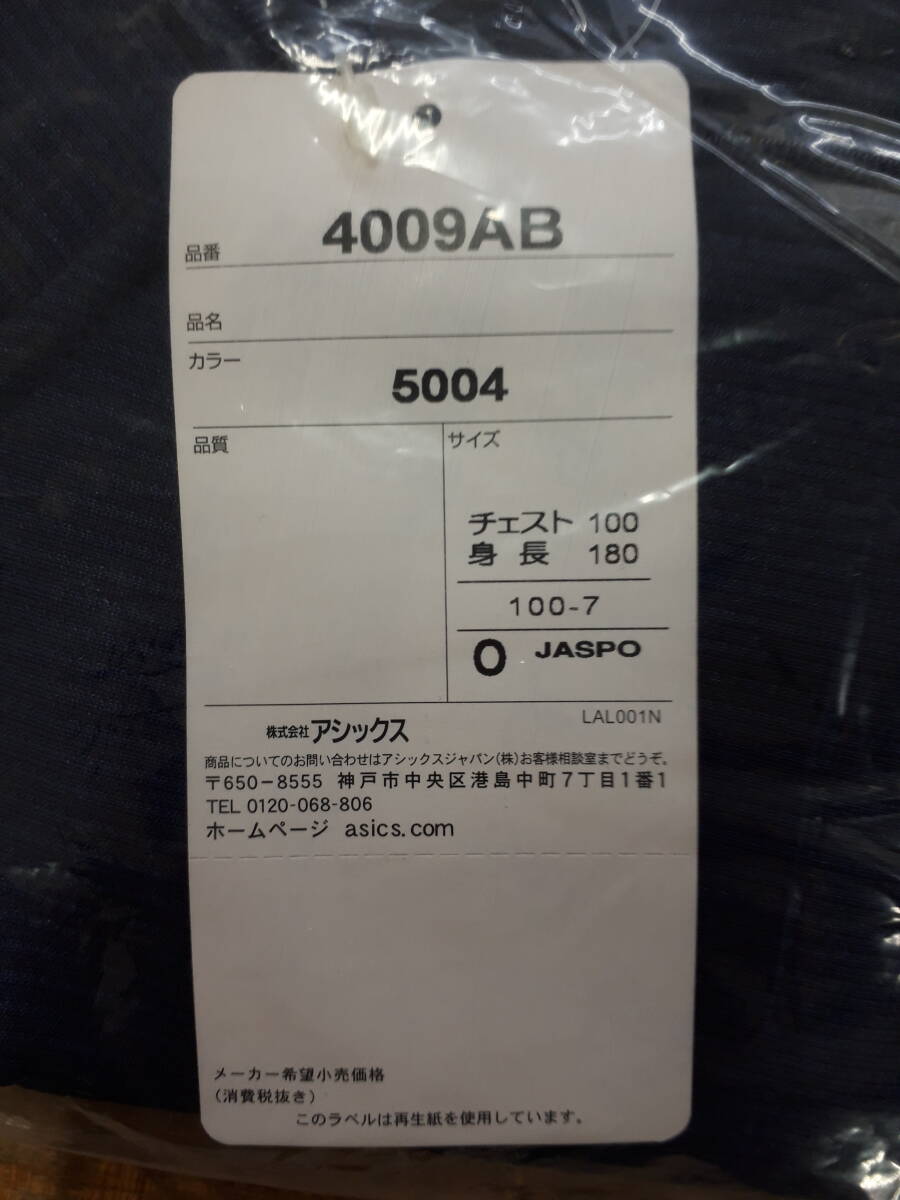 4009AB
品番
品名
カラー
5004
品質
サイズ
チェスト 100
身長 180
100-7
O JASPO
LAL001N
株式会社アシックス
商品についてのお問い合わせはアシックスジャパン(株)お客様相談室までどうぞ。
〒650-8555 神戸市中央区港島中町7丁目1番1
TEL 0120-068-806
ホームページ asics.com
メーカー希望小売価格
(消費税抜き)
このラベルは再生紙を使用しています。